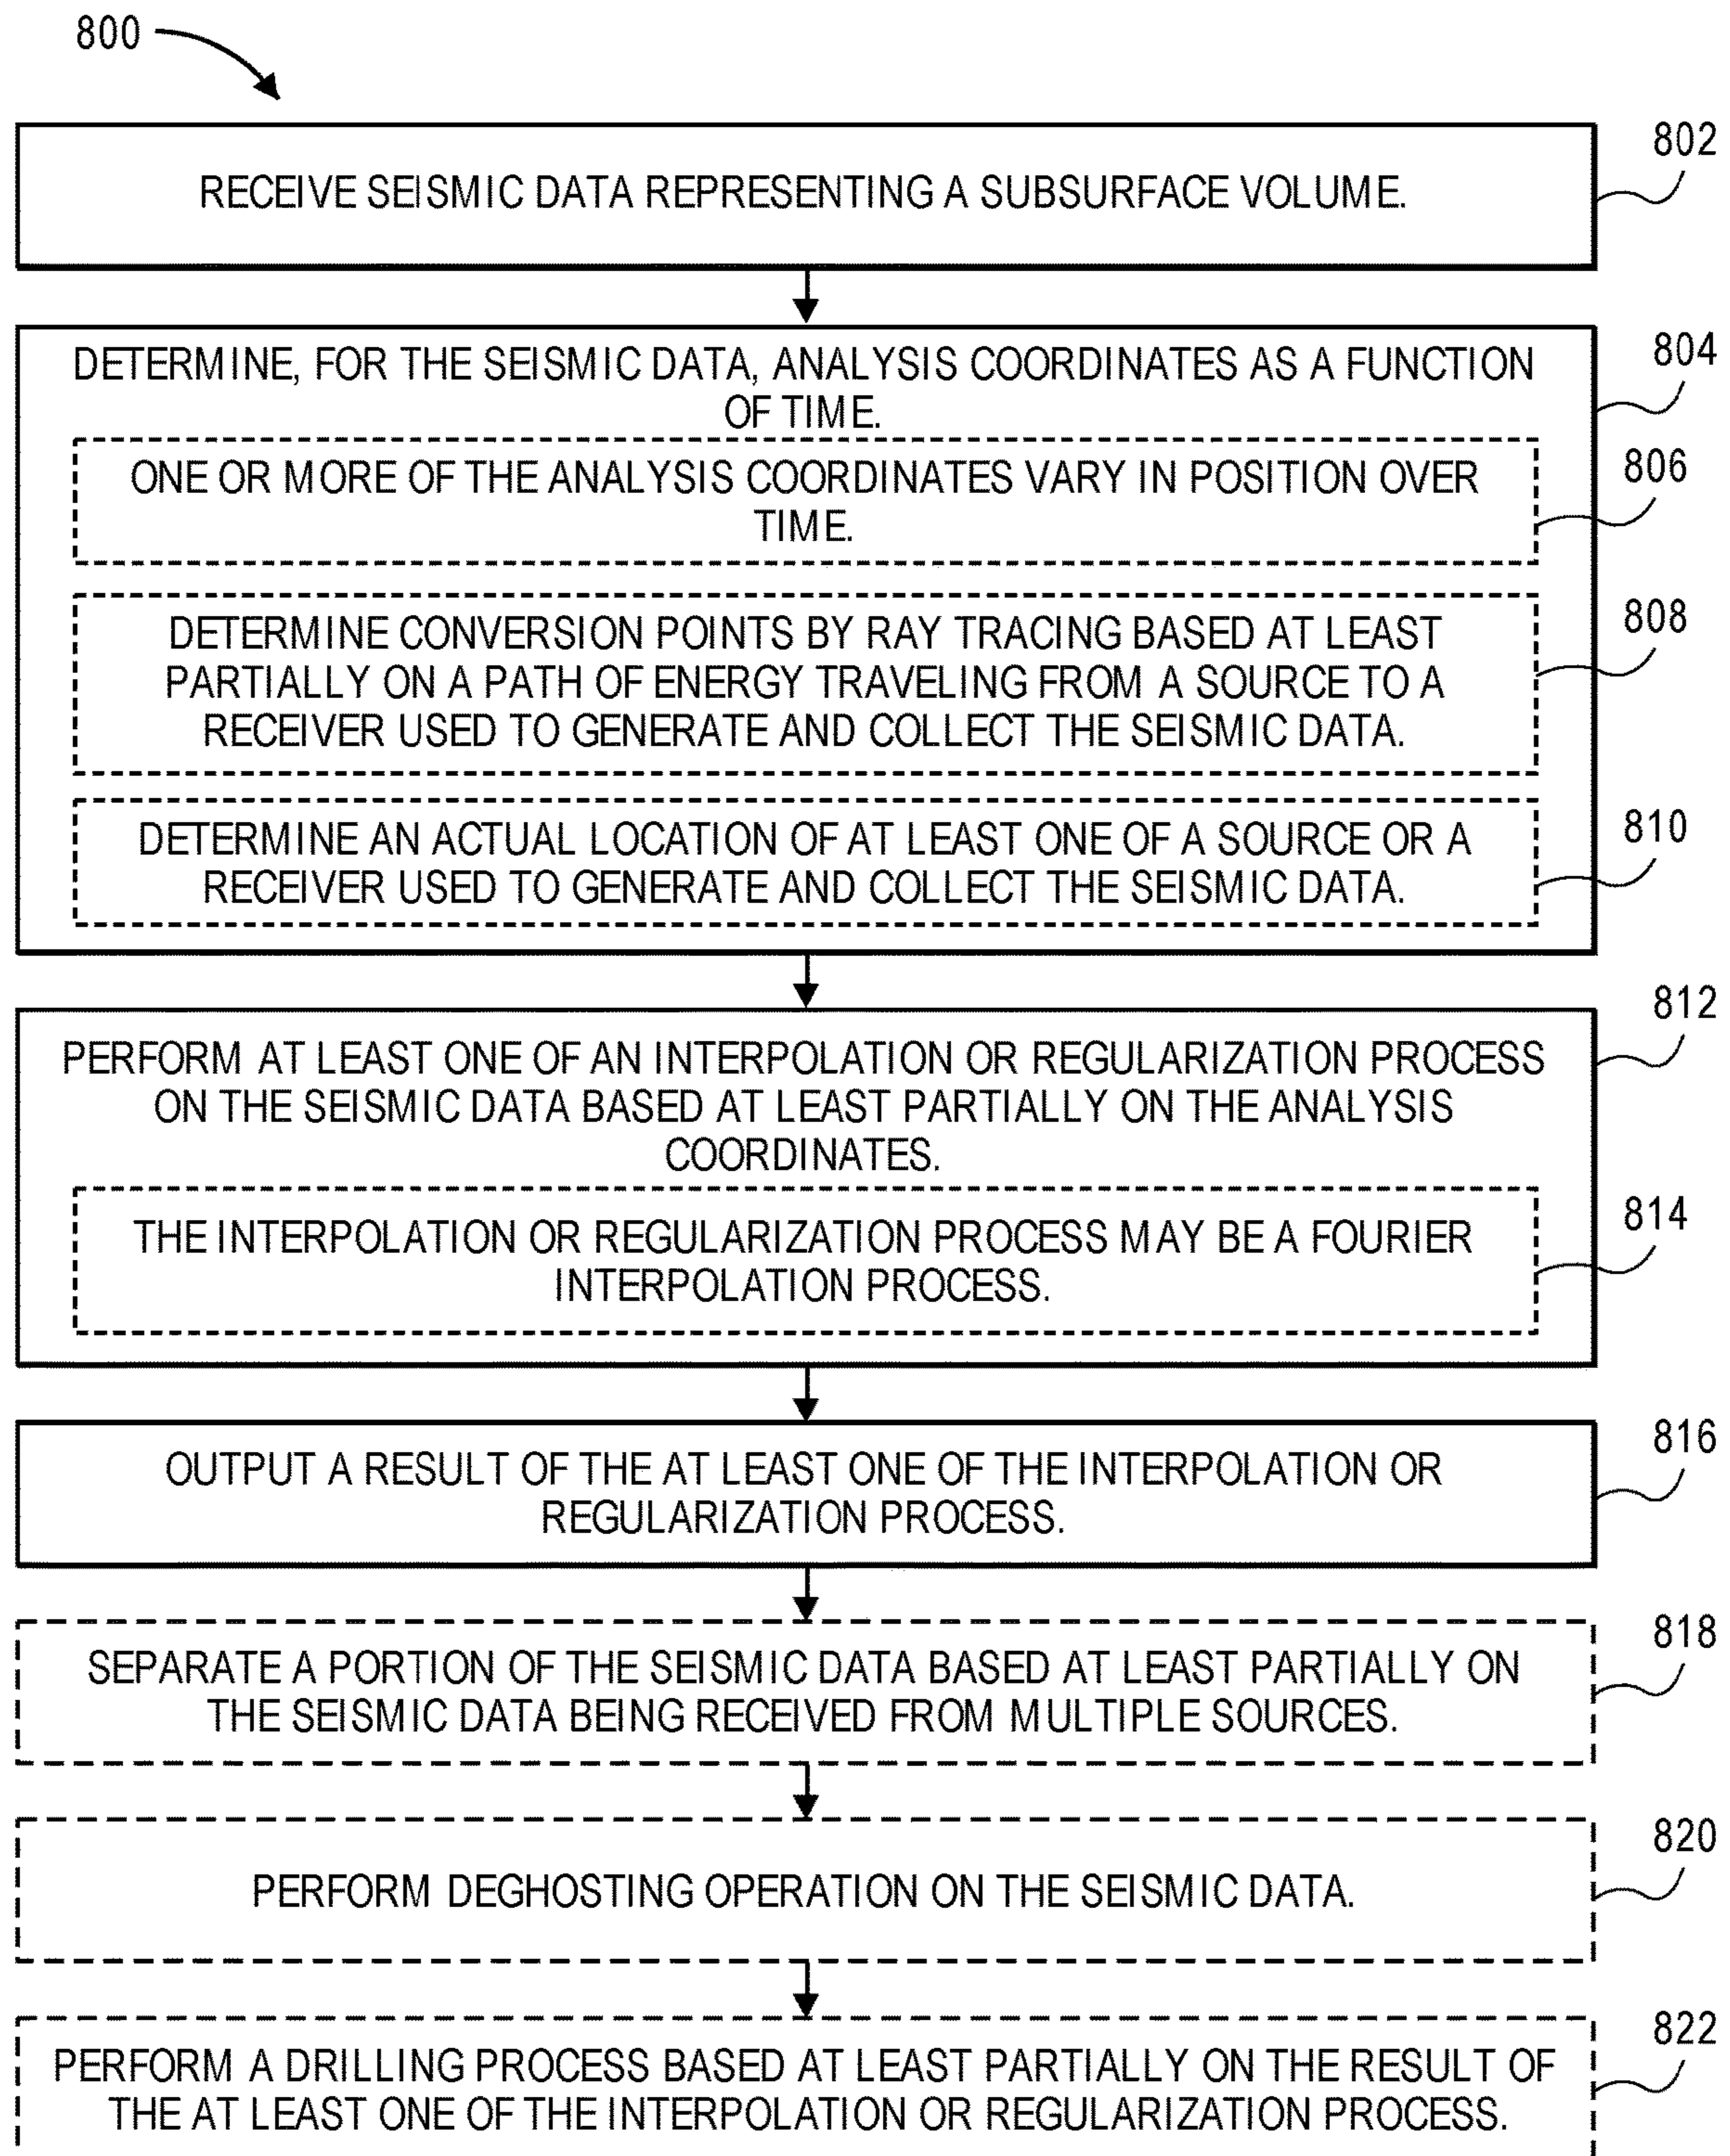 800
802
RECEIVE SEISMIC DATA REPRESENTING A SUBSURFACE VOLUME.
804
DETERMINE, FOR THE SEISMIC DATA, ANALYSIS COORDINATES AS A FUNCTION
OF TIME.
806
ONE OR MORE OF THE ANALYSIS COORDINATES VARY IN POSITION OVER
TIME.
808
DETERMINE CONVERSION POINTS BY RAY TRACING BASED AT LEAST
PARTIALLY ON A PATH OF ENERGY TRAVELING FROM A SOURCE TO A
RECEIVER USED TO GENERATE AND COLLECT THE SEISMIC DATA.
810
DETERMINE AN ACTUAL LOCATION OF AT LEAST ONE OF A SOURCE OR A
RECEIVER USED TO GENERATE AND COLLECT THE SEISMIC DATA.
812
PERFORM AT LEAST ONE OF AN INTERPOLATION OR REGULARIZATION PROCESS
ON THE SEISMIC DATA BASED AT LEAST PARTIALLY ON THE ANALYSIS
COORDINATES.
814
THE INTERPOLATION OR REGULARIZATION PROCESS MAY BE A FOURIER
INTERPOLATION PROCESS.
816
OUTPUT A RESULT OF THE AT LEAST ONE OF THE INTERPOLATION OR
REGULARIZATION PROCESS.
818
SEPARATE A PORTION OF THE SEISMIC DATA BASED AT LEAST PARTIALLY ON
THE SEISMIC DATA BEING RECEIVED FROM MULTIPLE SOURCES.
820
PERFORM DEGHOSTING OPERATION ON THE SEISMIC DATA.
822
PERFORM A DRILLING PROCESS BASED AT LEAST PARTIALLY ON THE RESULT OF
THE AT LEAST ONE OF THE INTERPOLATION OR REGULARIZATION PROCESS.